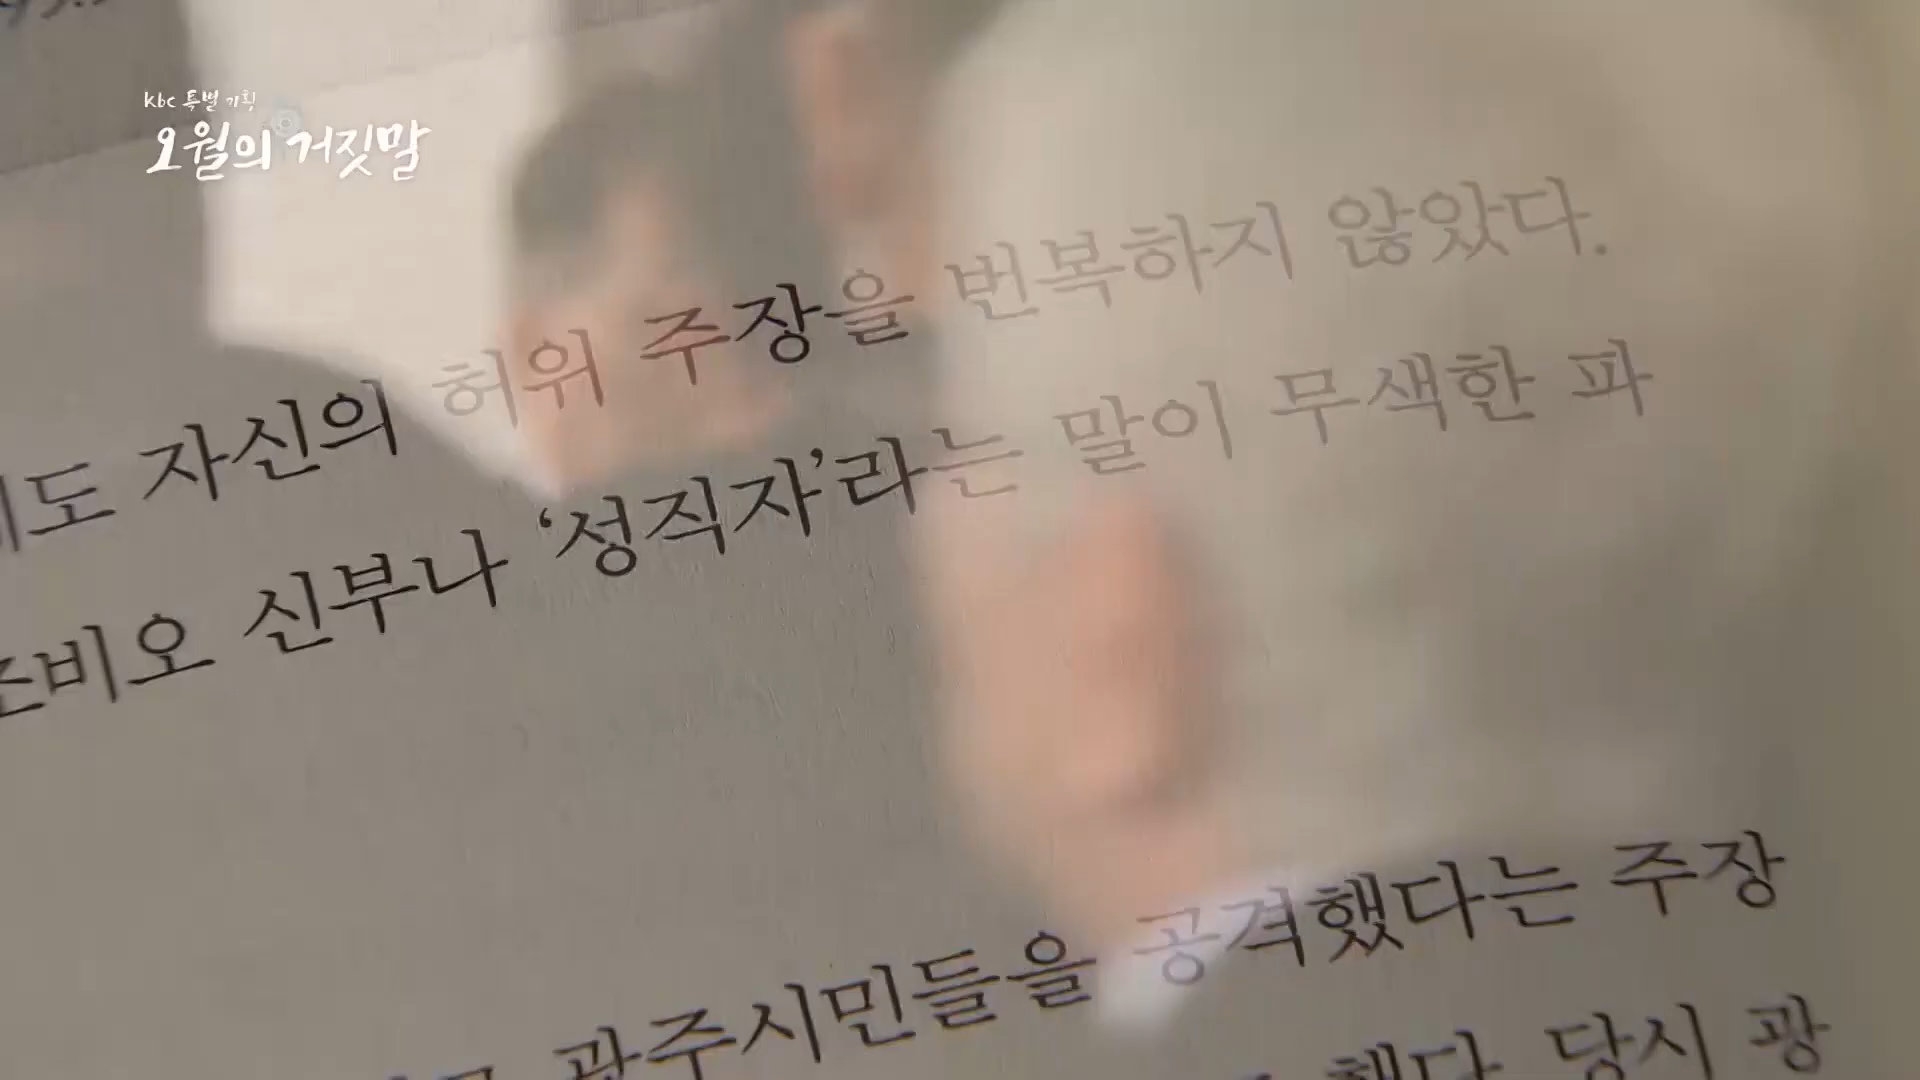 kbc 특별기획
오월의 거짓말
도 자신의 허위 주장을 번복하지 않았다.
비오 신부나 ‘성직자’라는 말이 무색한 파
광주시민들을 공격했다는 주장
했다. 당시 광